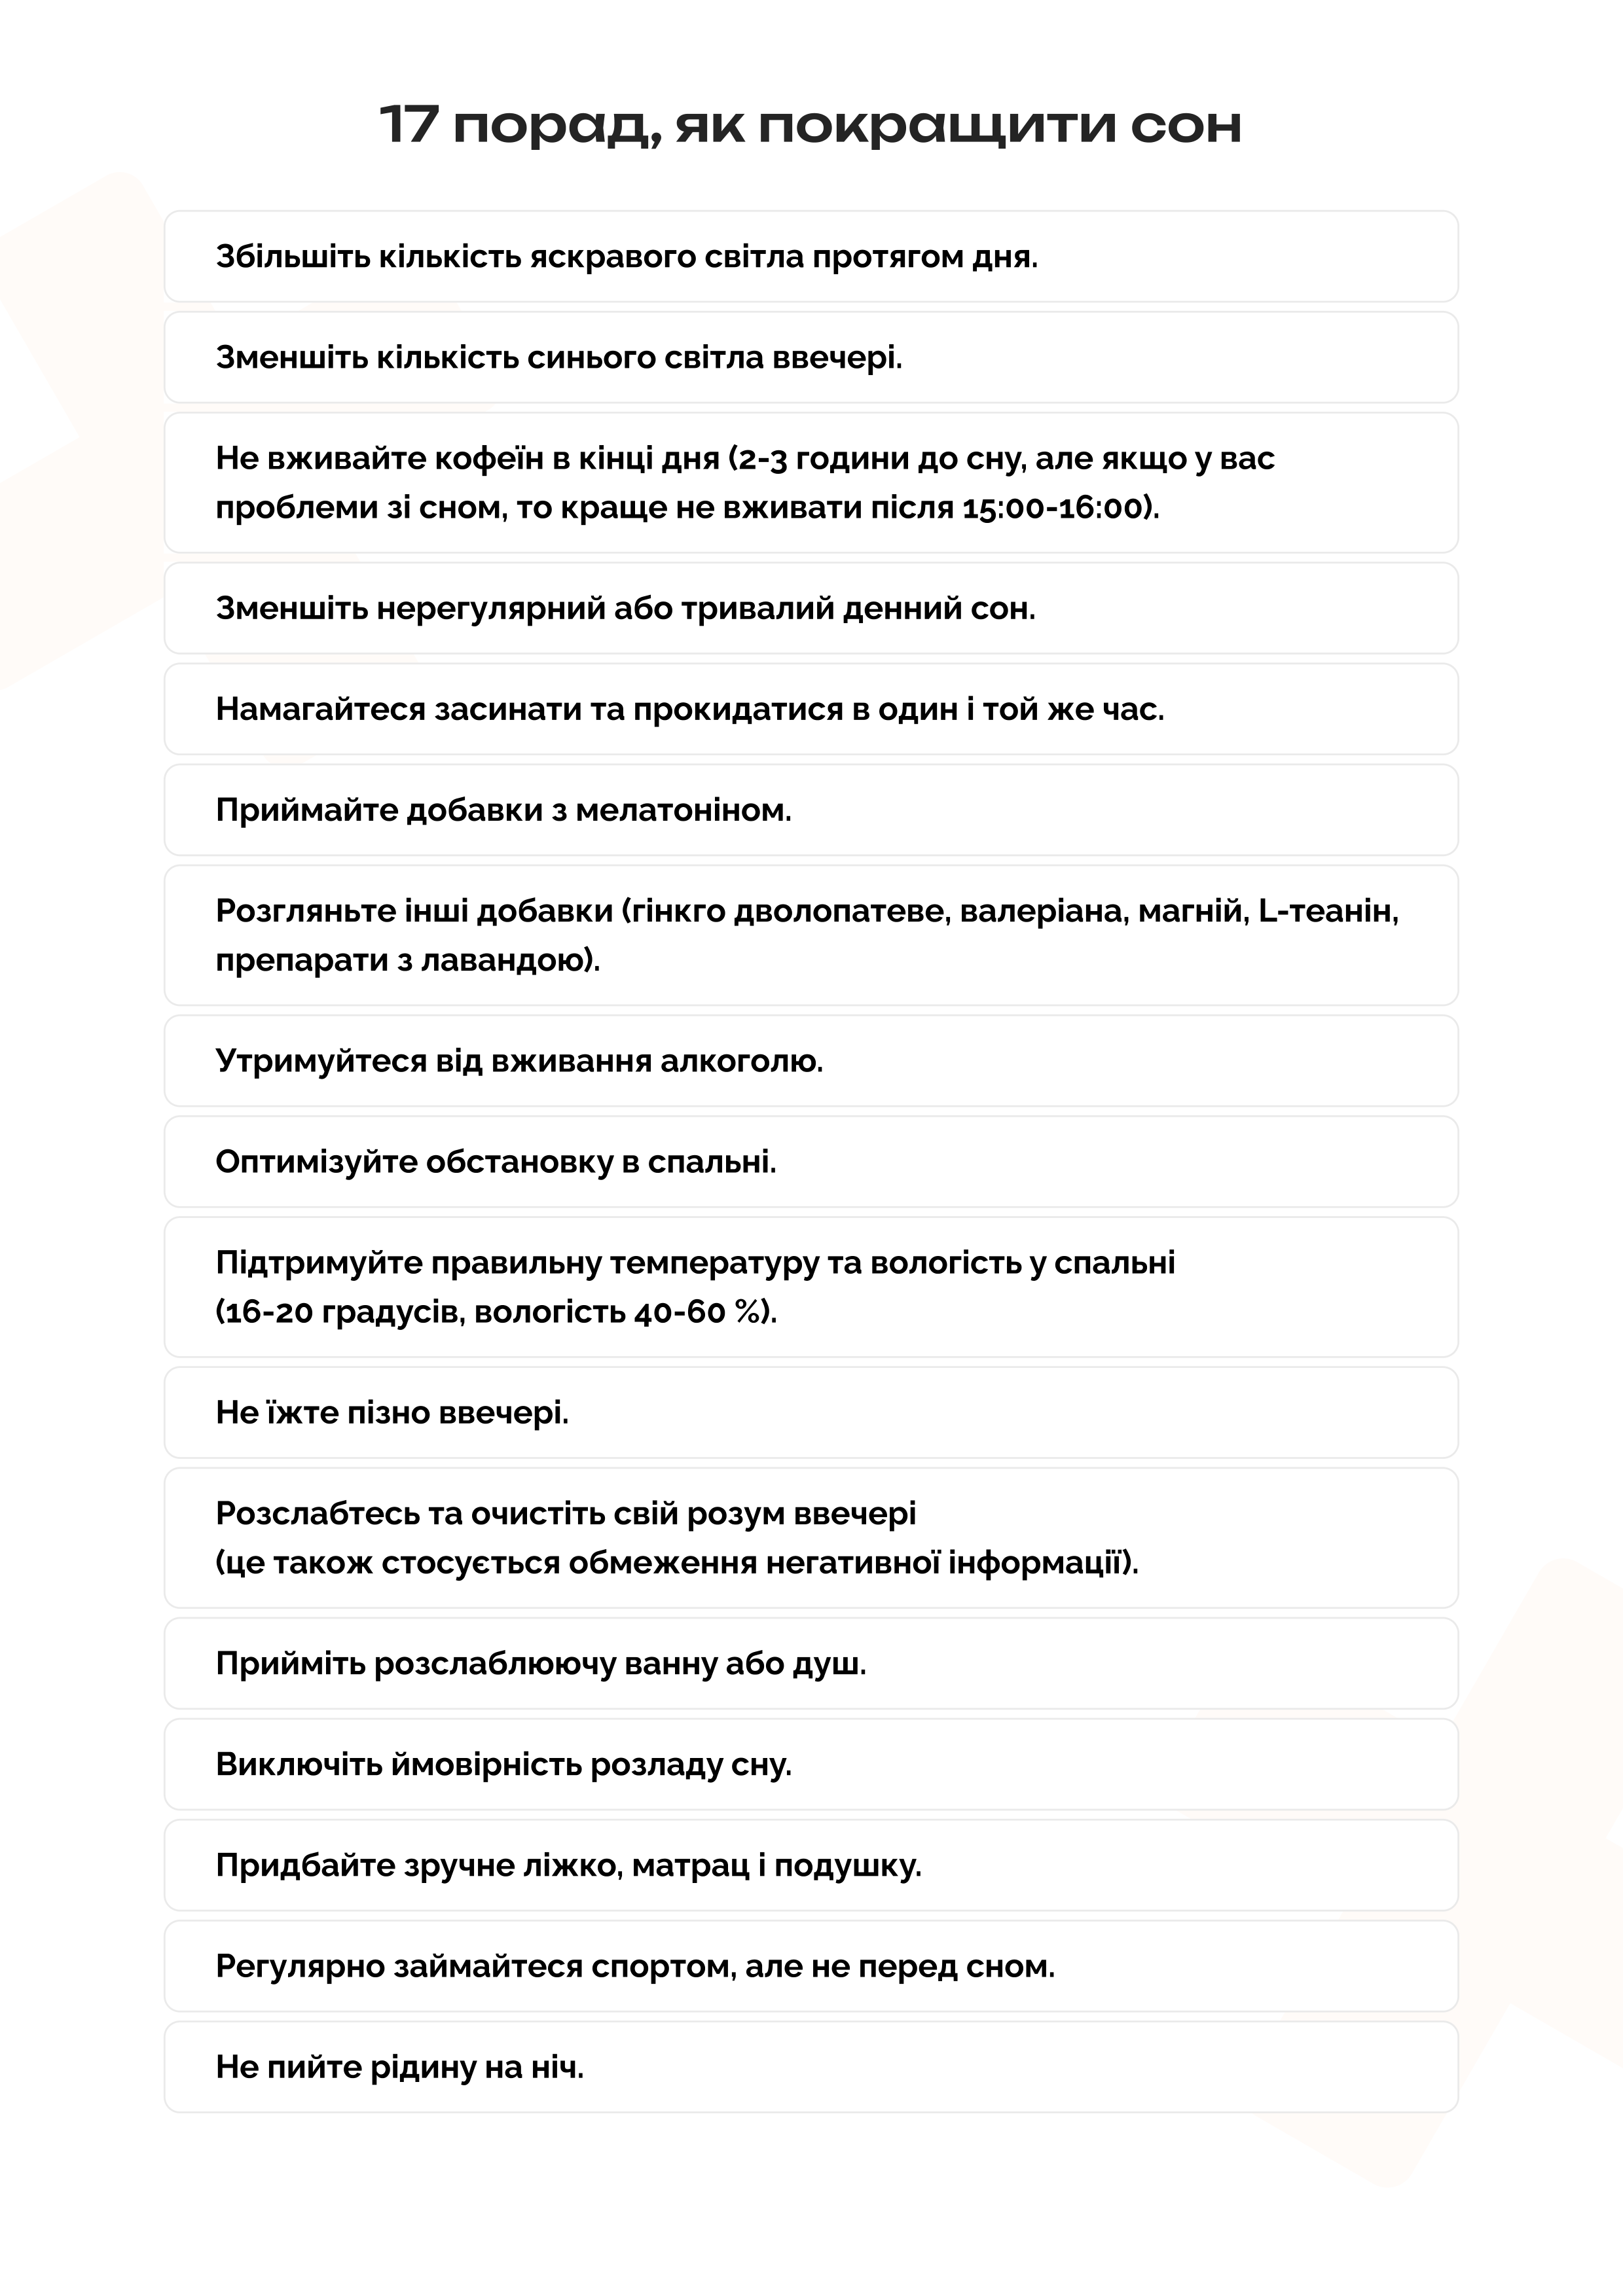 17 порад, як покращити сон
Збільшіть кількість яскравого світла протягом дня.
Зменшіть кількість синього світла ввечері.
Не вживайте кофеїн в кінці дня (2-3 години до сну, але якщо у вас
проблеми зі сном, то краще не вживати після 15:00-16:00).
Зменшіть нерегулярний або тривалий денний сон.
Намагайтеся засинати та прокидатися в один і той же час.
Приймайте добавки з мелатоніном.
Розгляньте інші добавки (гінкго дволопатеве, валеріана, магній, L-теанін,
препарати з лавандою).
Утримуйтеся від вживання алкоголю.
Оптимізуйте обстановку в спальні.
Підтримуйте правильну температуру та вологість у спальні
(16-20 градусів, вологість 40-60 %).
Не їжте пізно ввечері.
Розслабтесь та очистіть свій розум ввечері
(це також стосується обмеження негативної інформації).
Прийміть розслаблюючу ванну або душ.
Виключіть ймовірність розладу сну.
Придбайте зручне ліжко, матрац і подушку.
Регулярно займайтеся спортом, але не перед сном.
Не пийте рідину на ніч.